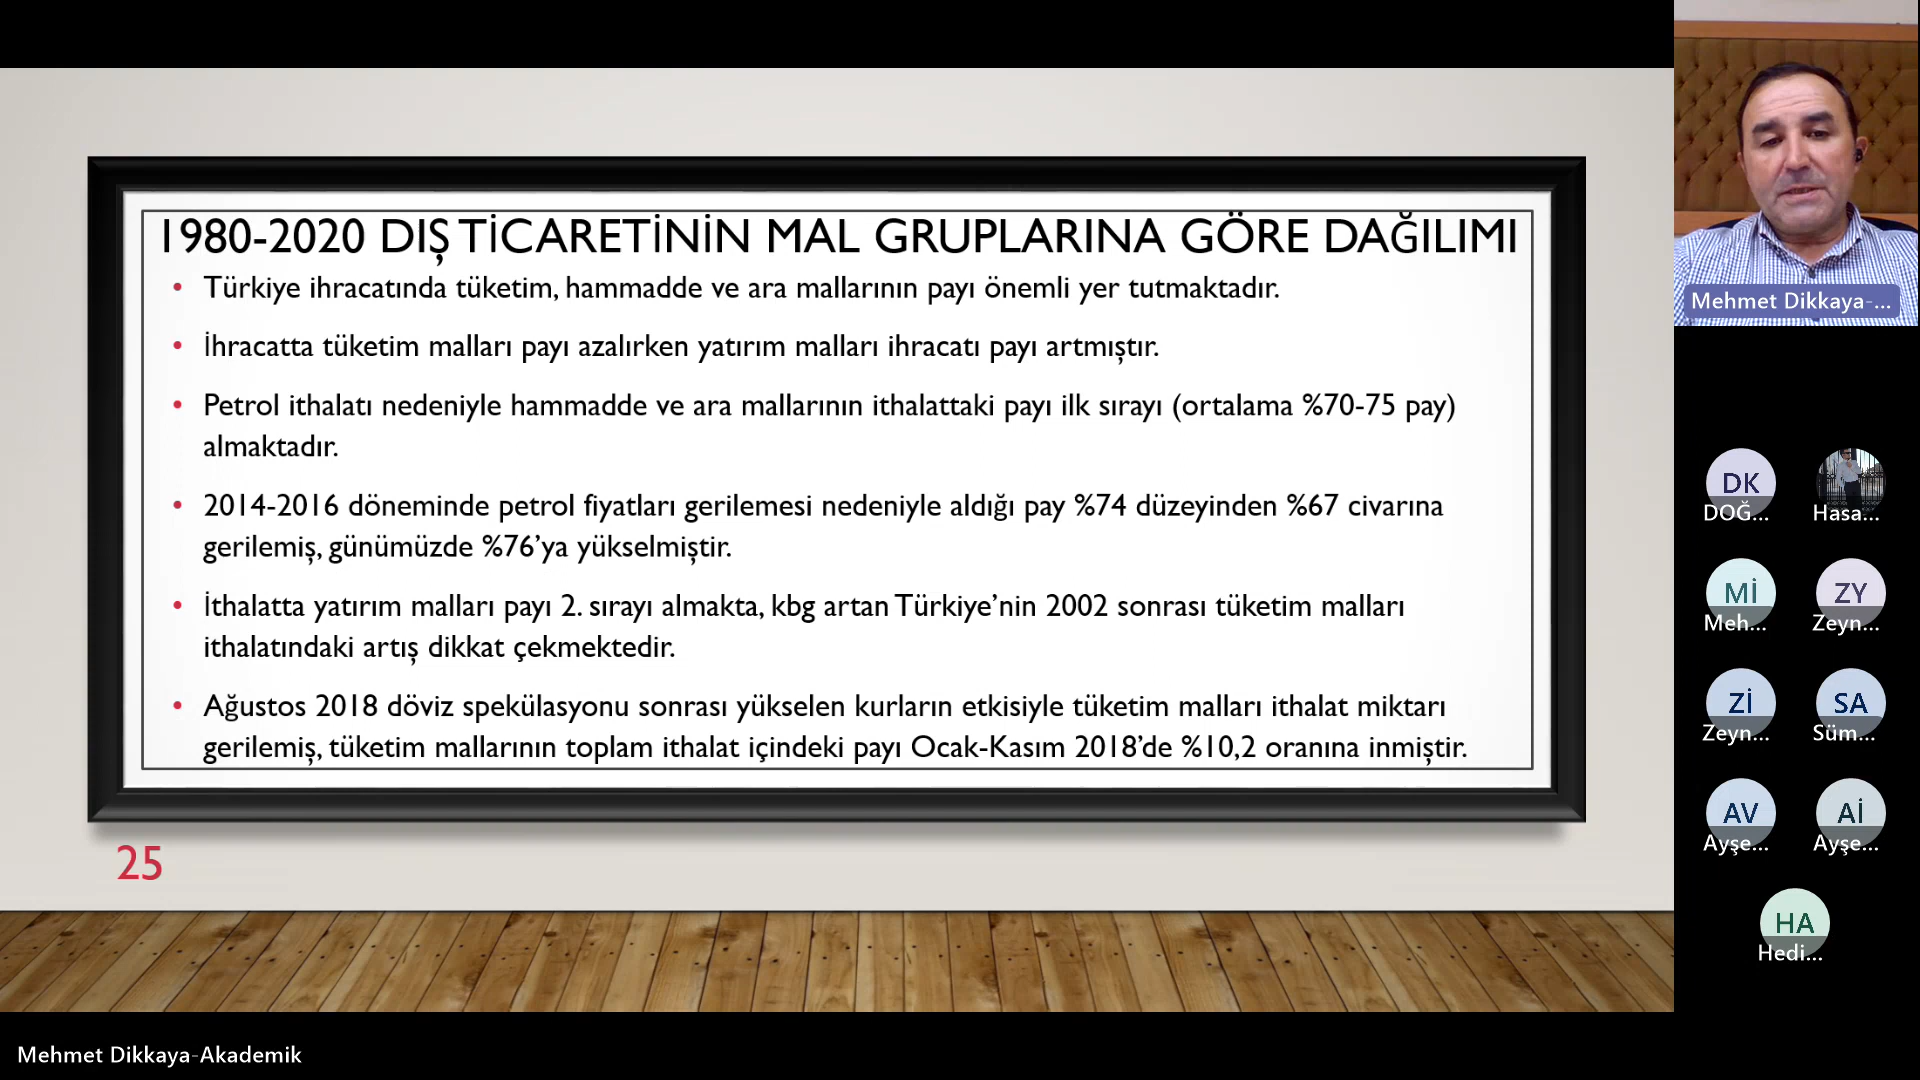 1980-2020 DIŞ TİCARETİNİN MAL GRUPLARINA GÖRE DAĞILIMI
• Türkiye ihracatında tüketim, hammadde ve ara mallarının payı önemli yer tutmaktadır.
• İhracatta tüketim malları payı azalırken yatırım malları ihracatı payı artmıştır.
• Petrol ithalatı nedeniyle hammadde ve ara mallarının ithalattaki payı ilk sırayı (ortalama %70-75 pay)
almaktadır.
• 2014-2016 döneminde petrol fiyatları gerilemesi nedeniyle aldığı pay %74 düzeyinden %67 civarına
gerilemiş, günümüzde %76’ya yükselmiştir.
• İthalatta yatırım malları payı 2. sırayı almakta, kbg artan Türkiye’nin 2002 sonrası tüketim malları
ithalatındaki artış dikkat çekmektedir.
• Ağustos 2018 döviz spekülasyonu sonrası yükselen kurların etkisiyle tüketim malları ithalat miktarı
gerilemiş, tüketim mallarının toplam ithalat içindeki payı Ocak-Kasım 2018’de %10,2 oranına inmiştir.
25
Mehmet Dikkaya-...
DK
DOĞ...
Hasa...
Mİ
Meh...
ZY
Zeyn...
Zİ
Zeyn...
SA
Süm...
AV
Ayşe...
Aİ
Ayşe...
HA
Hedi...
Mehmet Dikkaya-Akademik